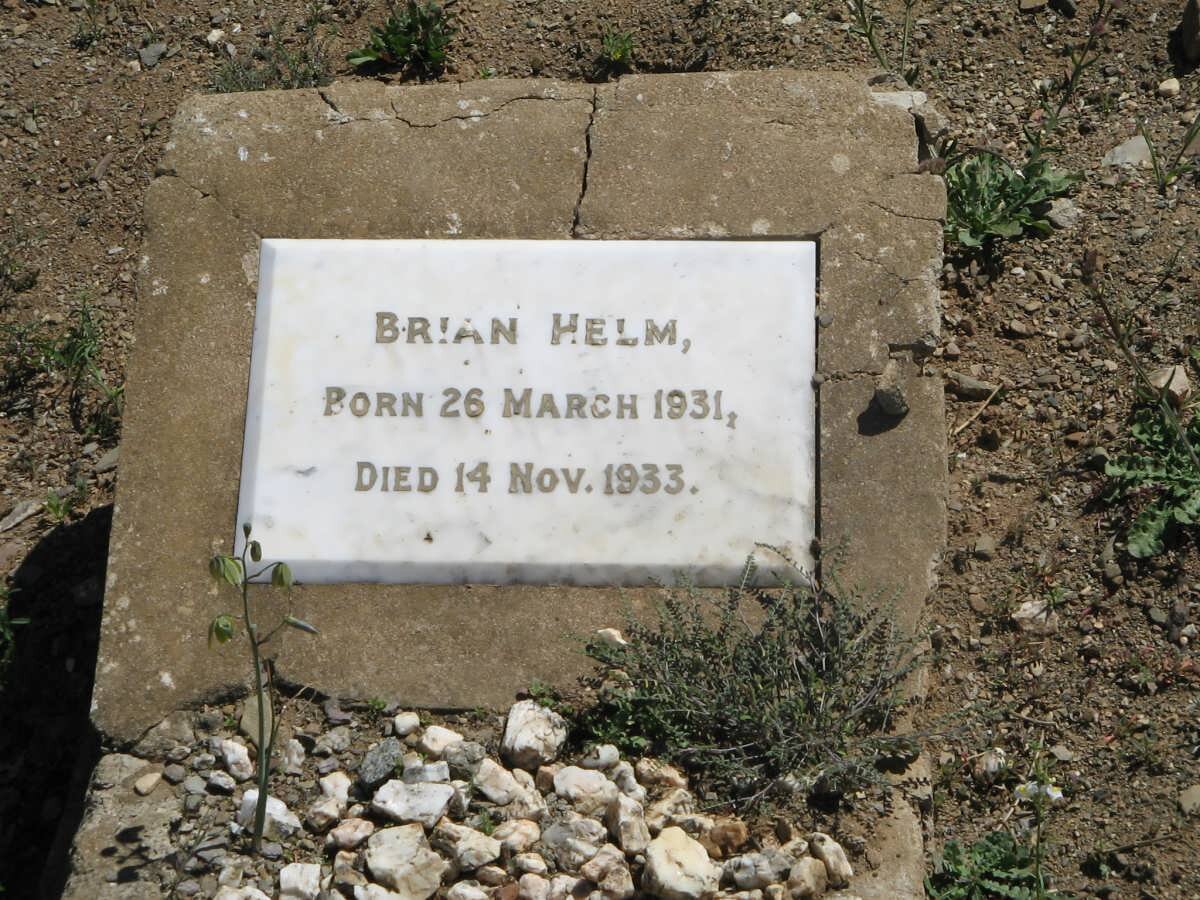 BRIAN HELM,
BORN 26 MARCH 1931,
DIED 14 NOV. 1933.